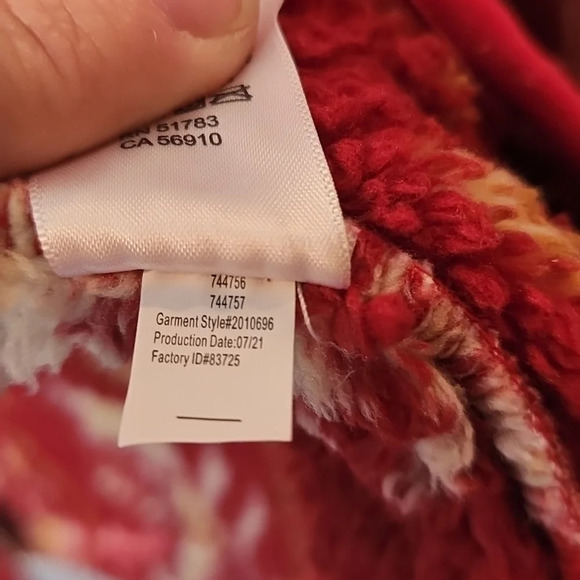 RN 51783
CA 56910
744756
744757
Garment Style#2010696
Production Date:07/21
Factory ID#83725